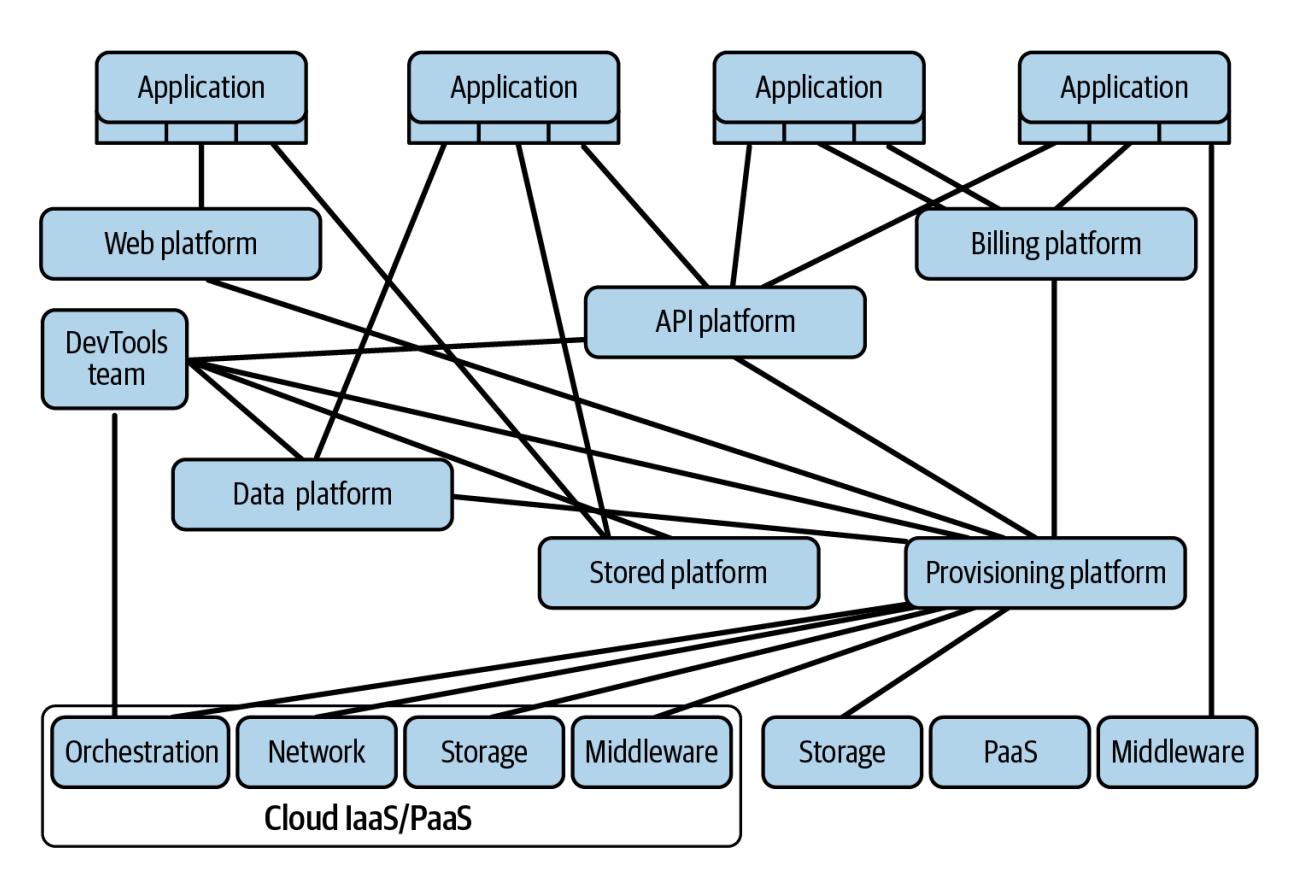 Application
Application
Application
Application
Web platform
Billing platform
API platform
DevTools
team
Data platform
Stored platform
Provisioning platform
Orchestration
Network
Storage
Middleware
Storage
PaaS
Middleware
Cloud IaaS/PaaS